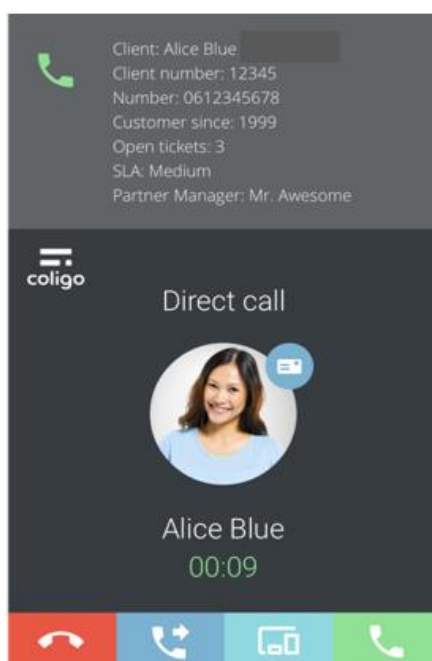 Client: Alice Blue
Client number: 12345
Number: 0612345678
Customer since: 1999
Open tickets: 3
SLA: Medium
Partner Manager: Mr. Awesome
coligo
Direct call
Alice Blue
00:09